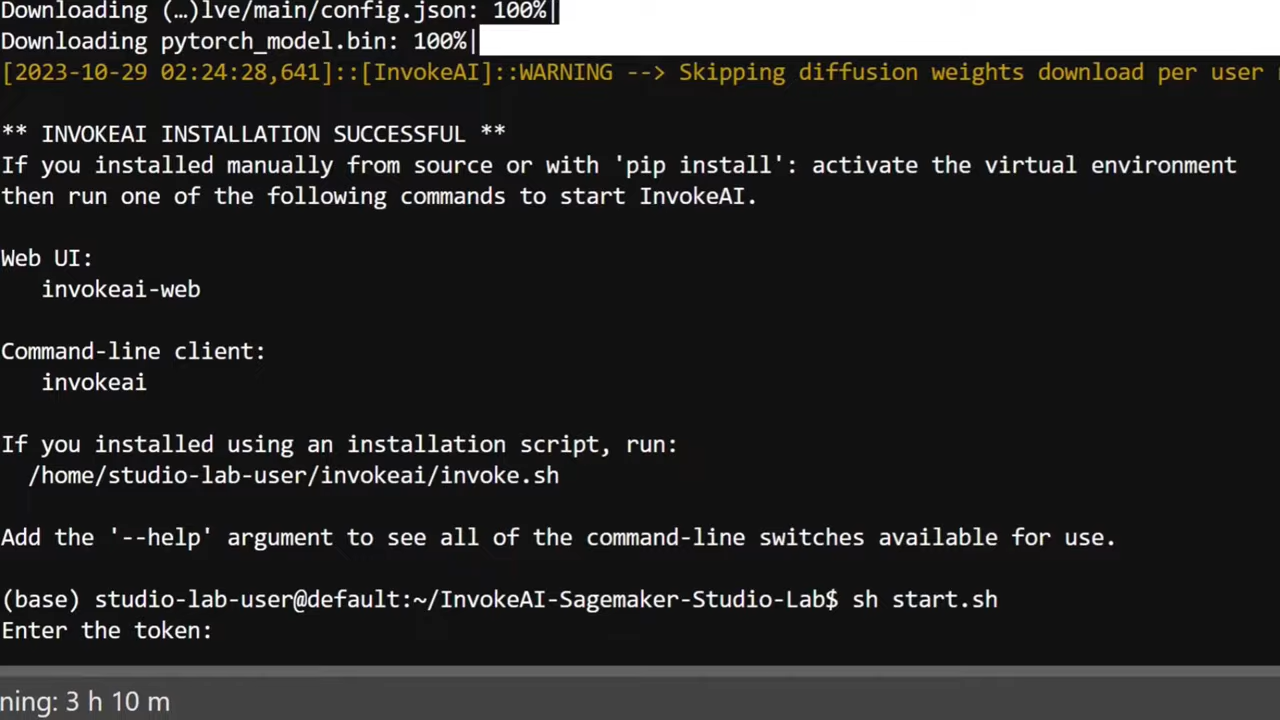 Downloading (…)lve/main/config.json: 100%|
Downloading pytorch_model.bin: 100%|
[2023-10-29 02:24:28,641]::[InvokeAI]::WARNING --> Skipping diffusion weights download per user
** INVOKEAI INSTALLATION SUCCESSFUL **
If you installed manually from source or with 'pip install': activate the virtual environment
then run one of the following commands to start InvokeAI.
Web UI:
invokeai-web
Command-line client:
invokeai
If you installed using an installation script, run:
/home/studio-lab-user/invokeai/invoke.sh
Add the '--help' argument to see all of the command-line switches available for use.
(base) studio-lab-user@default:~/InvokeAI-Sagemaker-Studio-Lab$ sh start.sh
Enter the token:
ning: 3 h 10 m